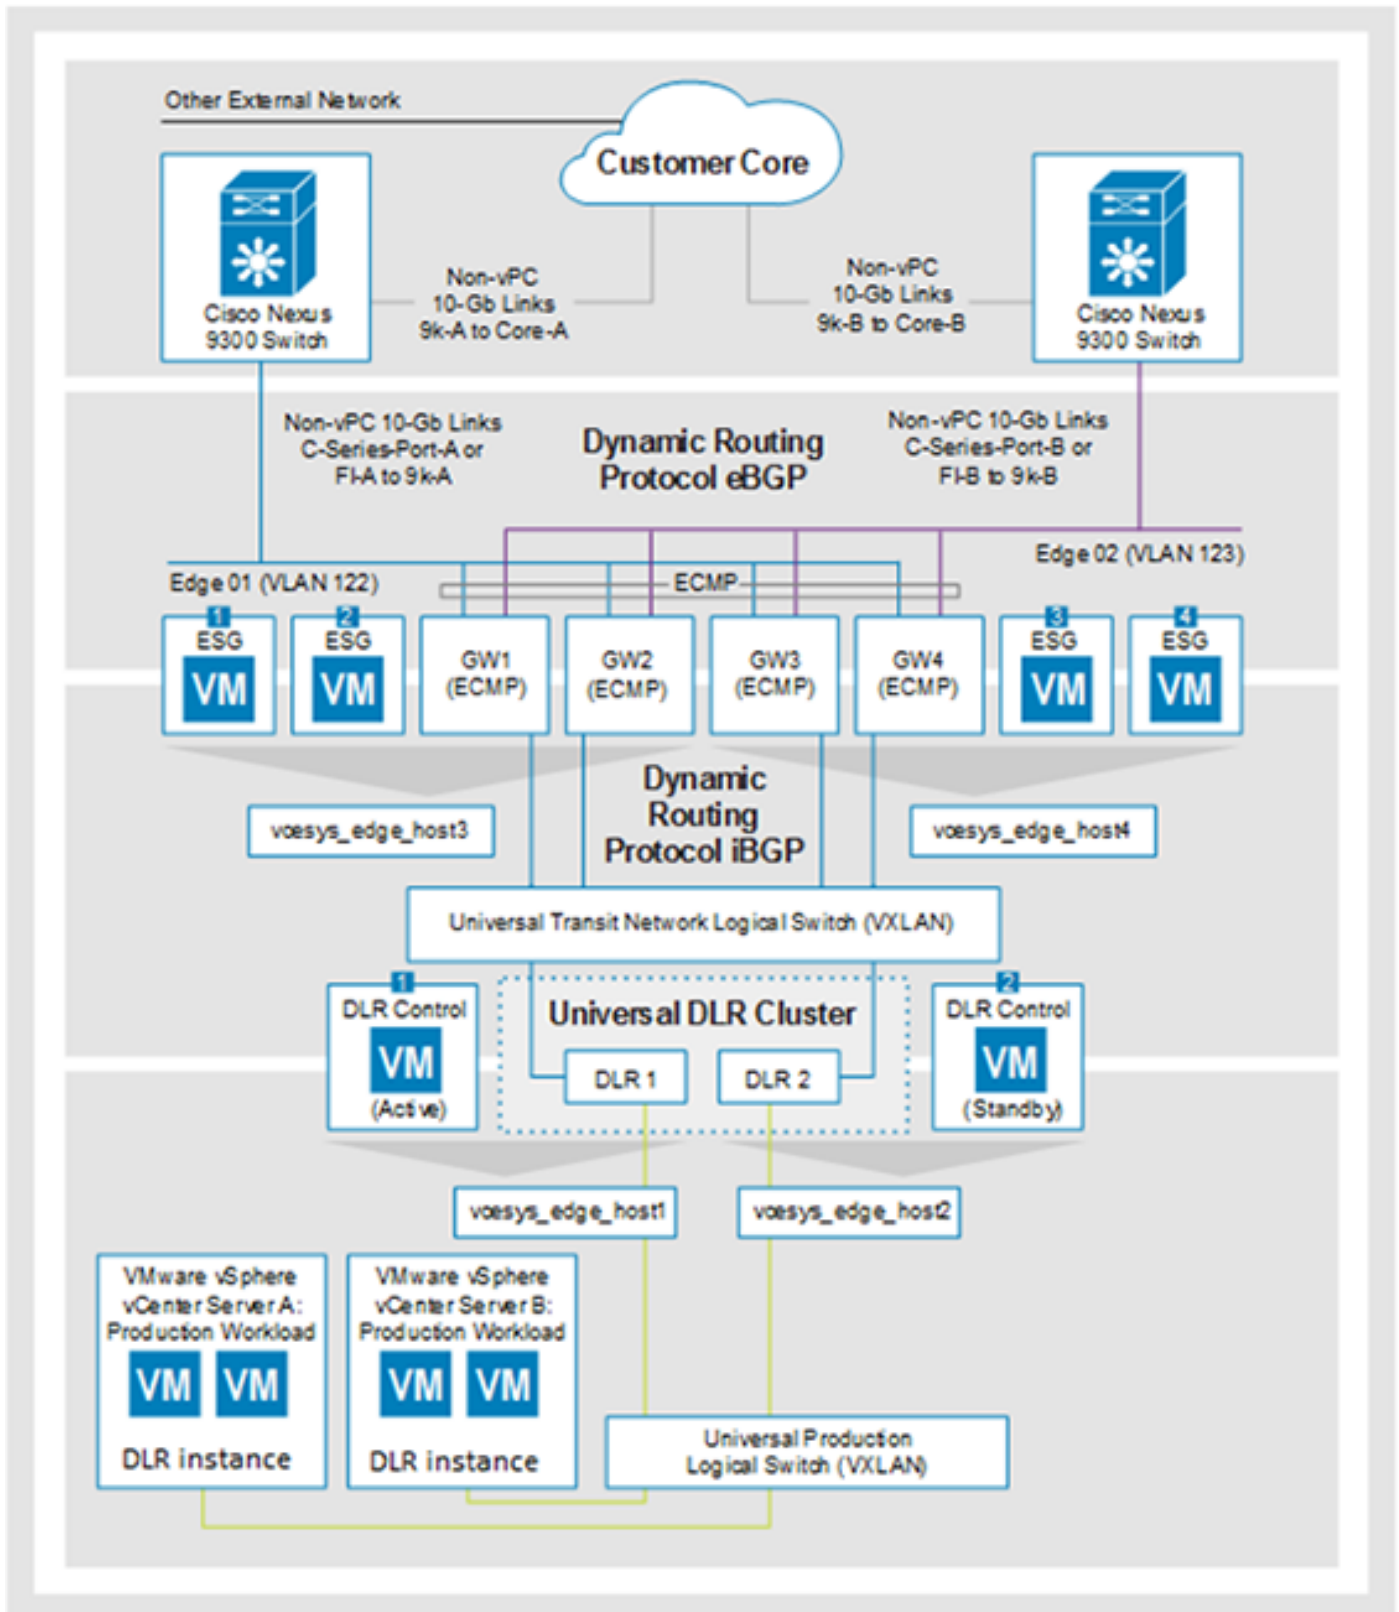 Other External Network
Customer Core
Cisco Nexus
9300 Switch
Non-vPC
10-Gb Links
9k-A to Core-A
Non-vPC
10-Gb Links
9k-B to Core-B
Cisco Nexus
9300 Switch
Non-vPC 10-Gb Links
C-Series-Port-A or
FI-A to 9k-A
Dynamic Routing
Protocol eBGP
Non-vPC 10-Gb Links
C-Series-Port-B or
FI-B to 9k-B
Edge 01 (VLAN 122)
ECMP
Edge 02 (VLAN 123)
1
ESG
VM
2
ESG
VM
GW1
(ECMP)
GW2
(ECMP)
GW3
(ECMP)
GW4
(ECMP)
3
ESG
VM
4
ESG
VM
vcesys_edge_host3
Dynamic
Routing
Protocol iBGP
vcesys_edge_host4
Universal Transit Network Logical Switch (VXLAN)
1
DLR Control
VM
(Active)
Universal DLR Cluster
DLR 1
DLR 2
2
DLR Control
VM
(Standby)
vcesys_edge_host1
vcesys_edge_host2
VMware vSphere
vCenter Server A:
Production Workload
VM VM
DLR instance
VMware vSphere
vCenter Server B:
Production Workload
VM VM
DLR instance
Universal Production
Logical Switch (VXLAN)